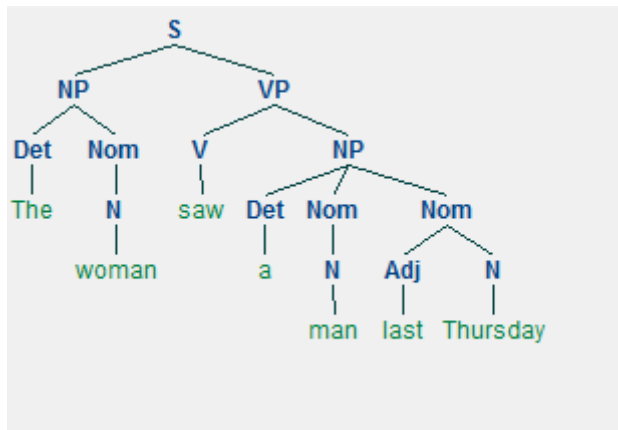 S
NP VP
Det Nom V NP
The N saw Det Nom Nom
woman a N Adj N
man last Thursday